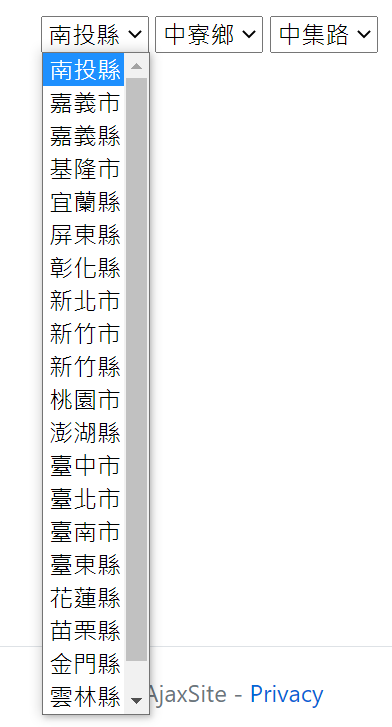 南投縣 中寮鄉 中集路
南投縣
嘉義市
嘉義縣
基隆市
宜蘭縣
屏東縣
彰化縣
新北市
新竹市
新竹縣
桃園市
澎湖縣
臺中市
臺北市
臺南市
臺東縣
花蓮縣
苗栗縣
金門縣
雲林縣
AjaxSite - Privacy